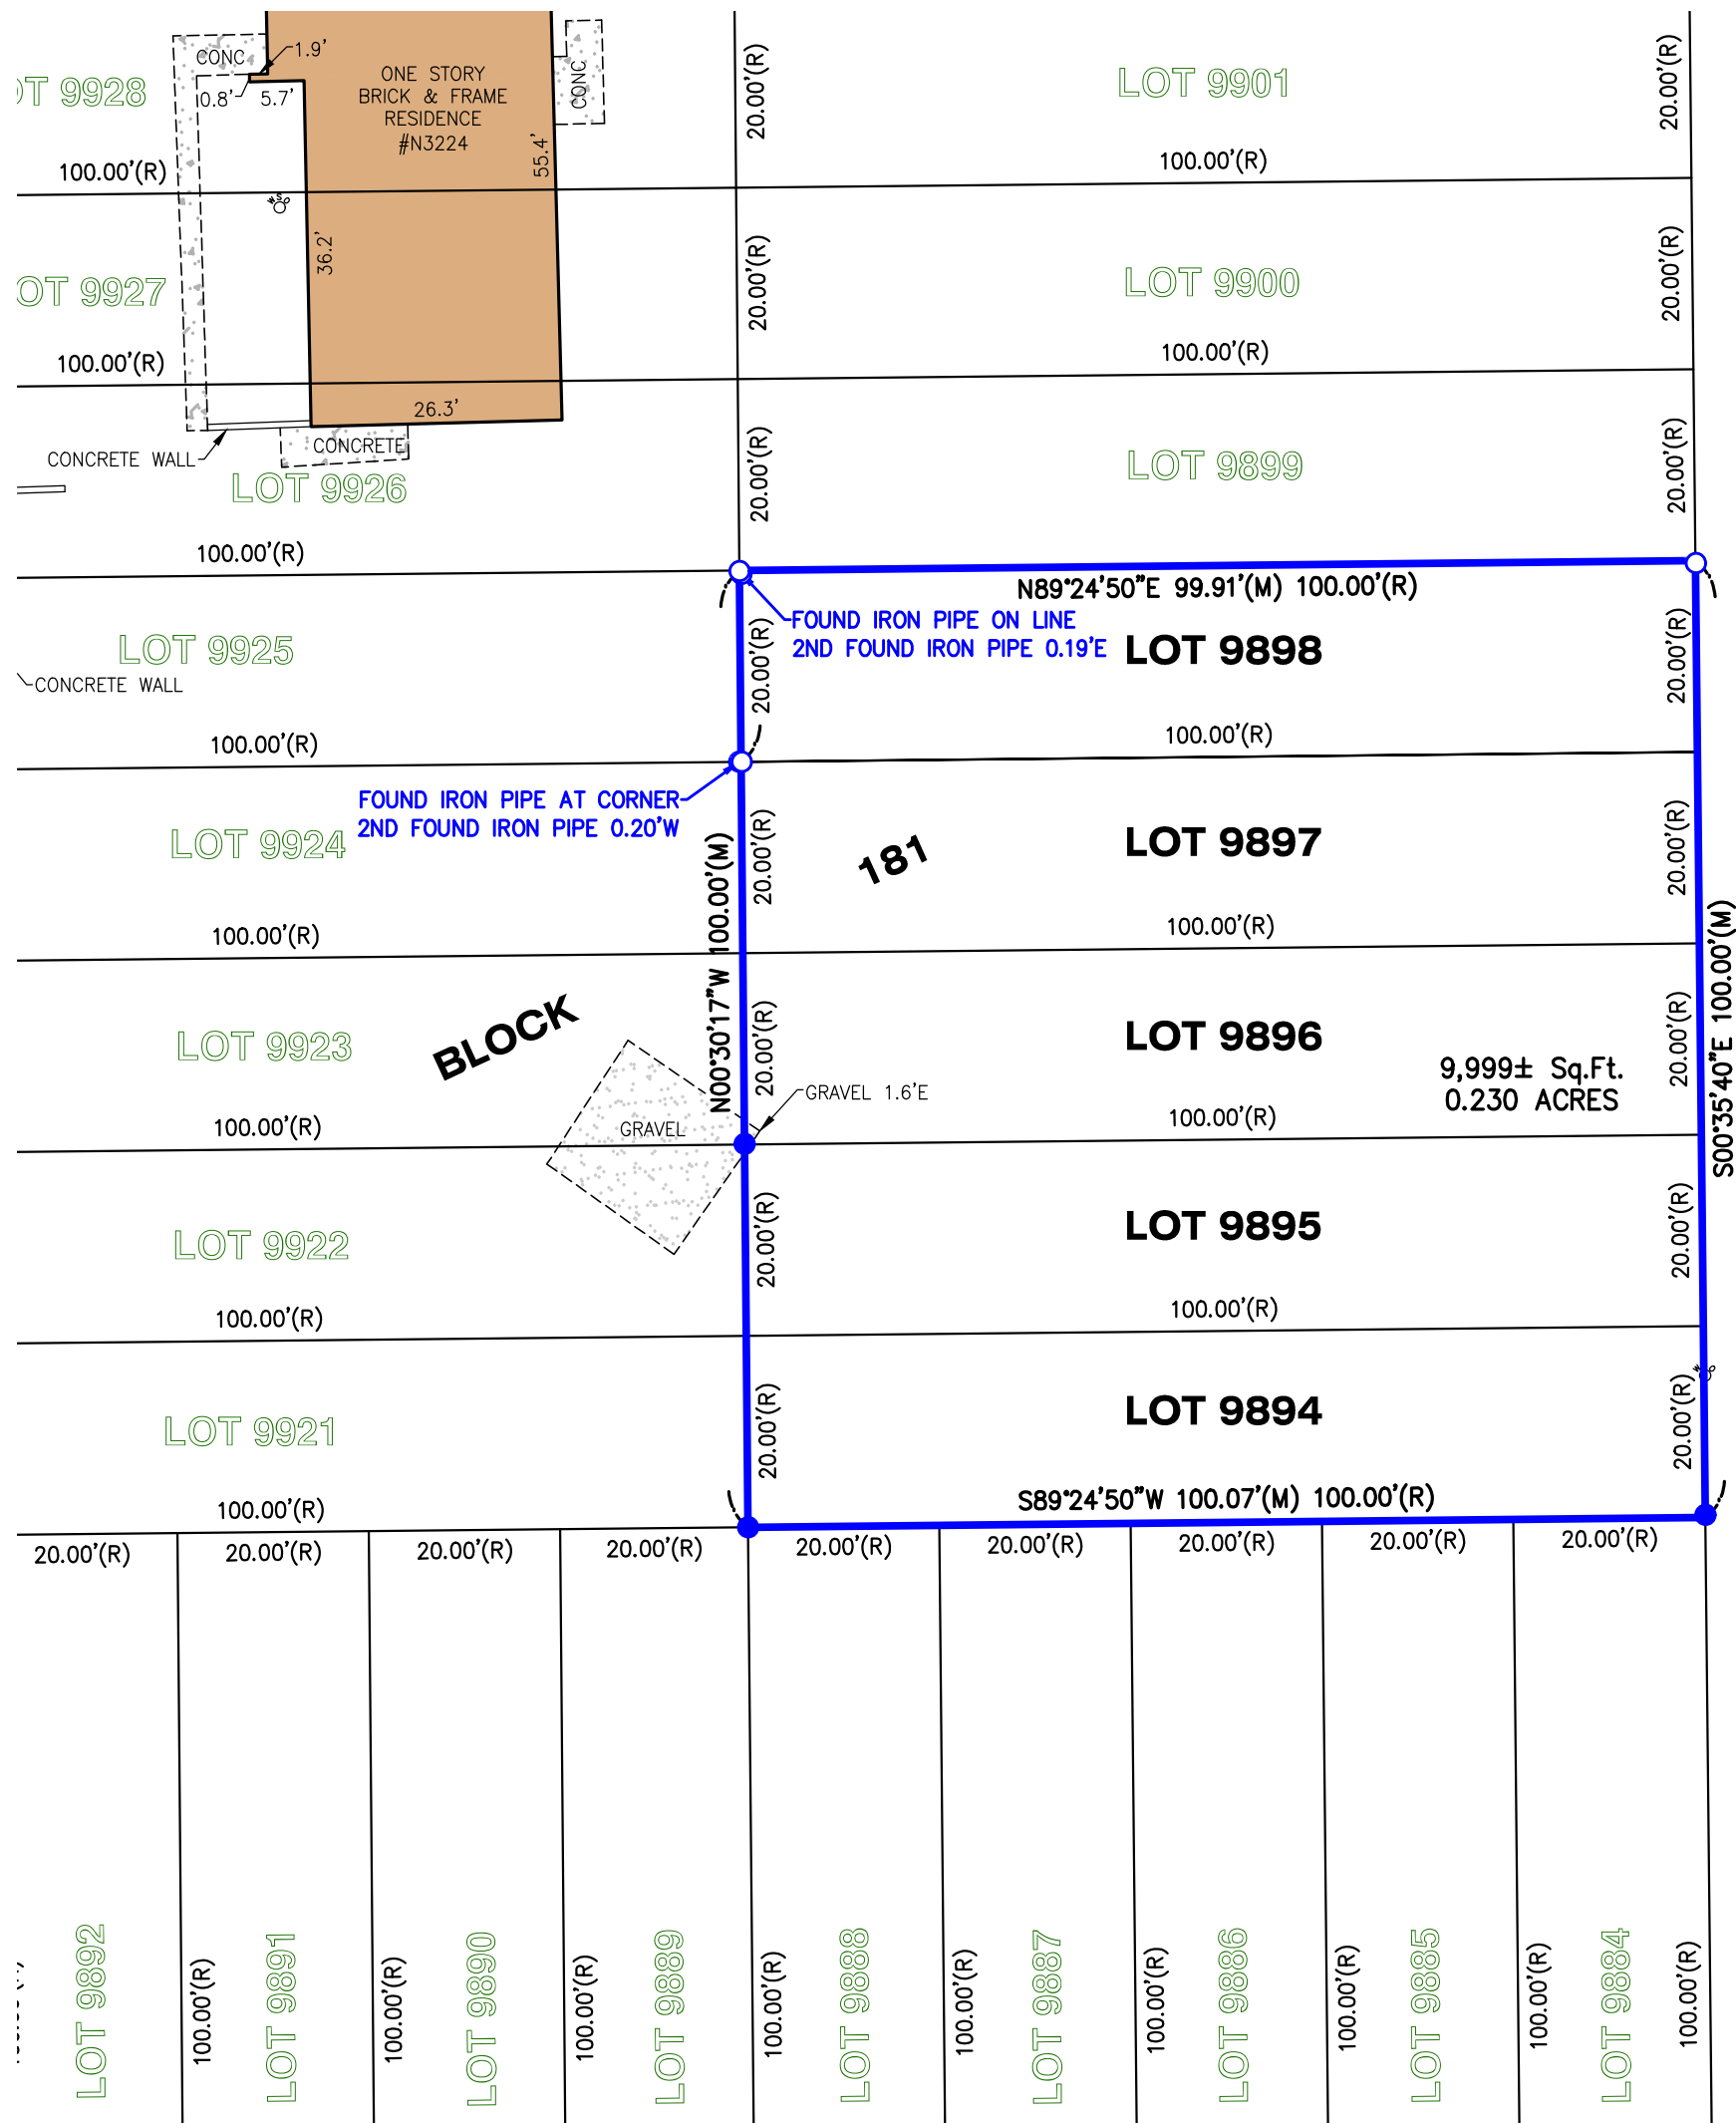 CONC
1.9'
0.8'
5.7'
ONE STORY
BRICK & FRAME
RESIDENCE
#N3224
CONC
55.4'
36.2'
26.3'
CONCRETE
CONCRETE WALL
LOT 9926
100.00'(R)
100.00'(R)
100.00'(R)
OT 9928
OT 9927
20.00'(R)
LOT 9901
20.00'(R)
100.00'(R)
20.00'(R)
LOT 9900
20.00'(R)
100.00'(R)
20.00'(R)
LOT 9899
20.00'(R)
N89°24'50"E 99.91'(M) 100.00'(R)
FOUND IRON PIPE ON LINE
2ND FOUND IRON PIPE 0.19'E
LOT 9925
CONCRETE WALL
100.00'(R)
20.00'(R)
LOT 9898
20.00'(R)
100.00'(R)
FOUND IRON PIPE AT CORNER
2ND FOUND IRON PIPE 0.20'W
LOT 9924
100.00'(R)
N00°30'17"W 100.00'(M)
20.00'(R)
181
LOT 9897
20.00'(R)
100.00'(R)
BLOCK
LOT 9923
100.00'(R)
GRAVEL
GRAVEL 1.6'E
20.00'(R)
LOT 9896
20.00'(R)
9,999± Sq.Ft.
0.230 ACRES
S00°35'40"E 100.00'(M)
100.00'(R)
LOT 9922
100.00'(R)
20.00'(R)
LOT 9895
20.00'(R)
100.00'(R)
LOT 9921
100.00'(R)
20.00'(R)
LOT 9894
20.00'(R)
S89°24'50"W 100.07'(M) 100.00'(R)
20.00'(R)
20.00'(R)
20.00'(R)
20.00'(R)
20.00'(R)
20.00'(R)
20.00'(R)
20.00'(R)
20.00'(R)
LOT 9892
100.00'(R)
LOT 9891
100.00'(R)
LOT 9890
100.00'(R)
LOT 9889
100.00'(R)
LOT 9888
100.00'(R)
LOT 9887
100.00'(R)
LOT 9886
100.00'(R)
LOT 9885
100.00'(R)
LOT 9884
100.00'(R)